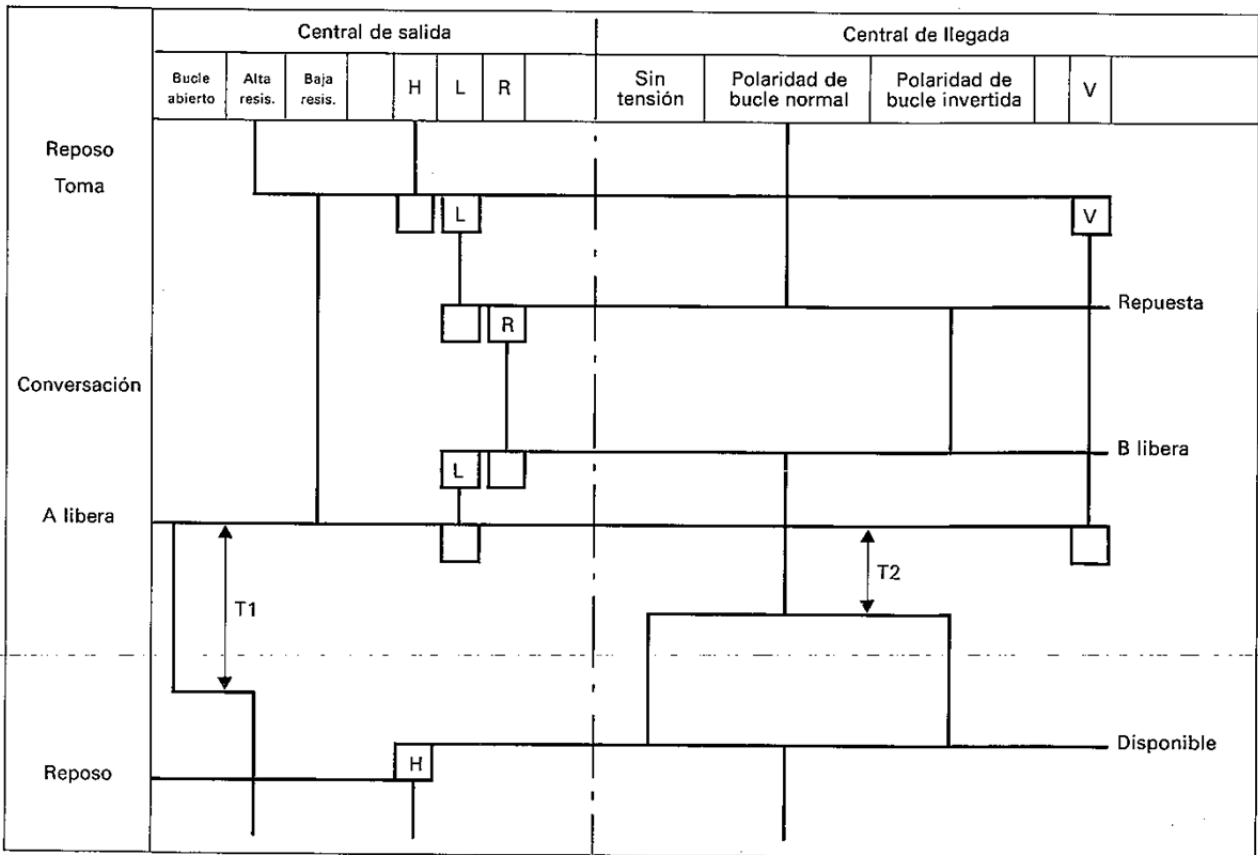 Central de salida
Central de llegada
Bucle
abierto
Alta
resis.
Baja
resis.
H
L
R
Sin
tensión
Polaridad de
bucle normal
Polaridad de
bucle invertida
V
Reposo
Toma
L
V
Repuesta
R
Conversación
B libera
L
A libera
T2
T1
Disponible
H
Reposo